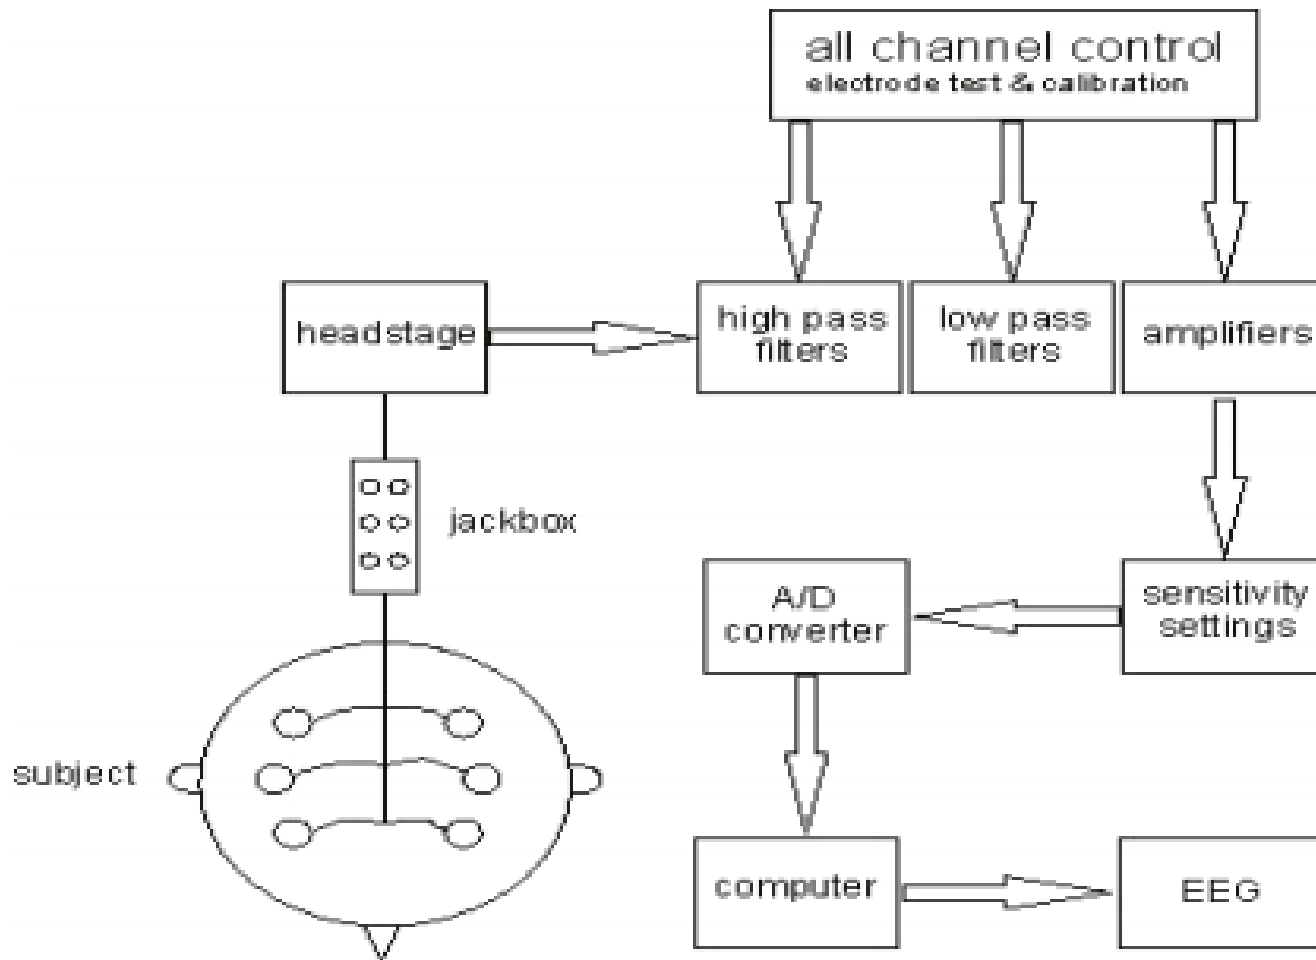 all channel control
electrode test & calibration
headstage
high pass
filters
low pass
filters
amplifiers
jackbox
A/D
converter
sensitivity
settings
subject
computer
EEG